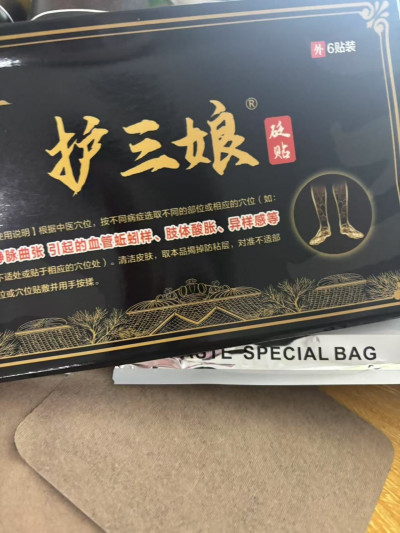 外 6贴装
护三娘®
砭贴
使用说明】根据中医穴位，按不同病症选取不同的部位或相应的穴位（如：
静脉曲张 引起的血管蚯蚓样、肢体酸胀、异样感等
不适处或贴于相应的穴位处）。清洁皮肤，取本品揭掉防粘层，对准不适部
位或穴位贴敷并用手按揉。
PASTE SPECIAL BAG